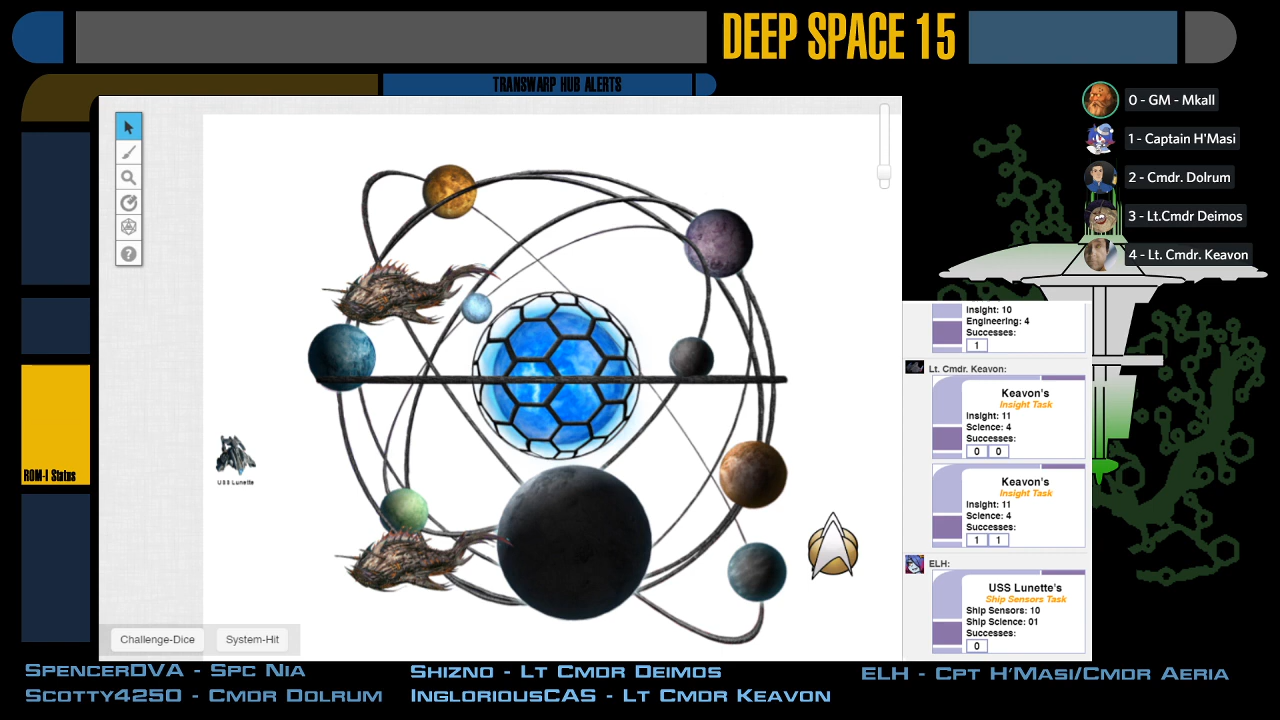 DEEP SPACE 15
TRANSWARP HUB ALERTS
0 - GM - Mkall
1 - Captain H'Masi
2 - Cmdr. Dolrum
3 - Lt.Cmdr Deimos
4 - Lt. Cmdr. Keavon
ROM-I Status
USS Lunette
Insight: 10
Engineering: 4
Successes:
1
Lt. Cmdr. Keavon:
Keavon's
Insight Task
Insight: 11
Science: 4
Successes:
0 0
Keavon's
Insight Task
Insight: 11
Science: 4
Successes:
1 1
ELH:
USS Lunette's
Ship Sensors Task
Ship Sensors: 10
Ship Science: 01
Successes:
0
Challenge-Dice System-Hit
SpencerDVA - Spc Nia
Shizno - Lt Cmdr Deimos
ELH - Cpt H'Masi/Cmdr Aeria
Scotty4250 - Cmdr Dolrum
IngloriousCAS - Lt Cmdr Keavon